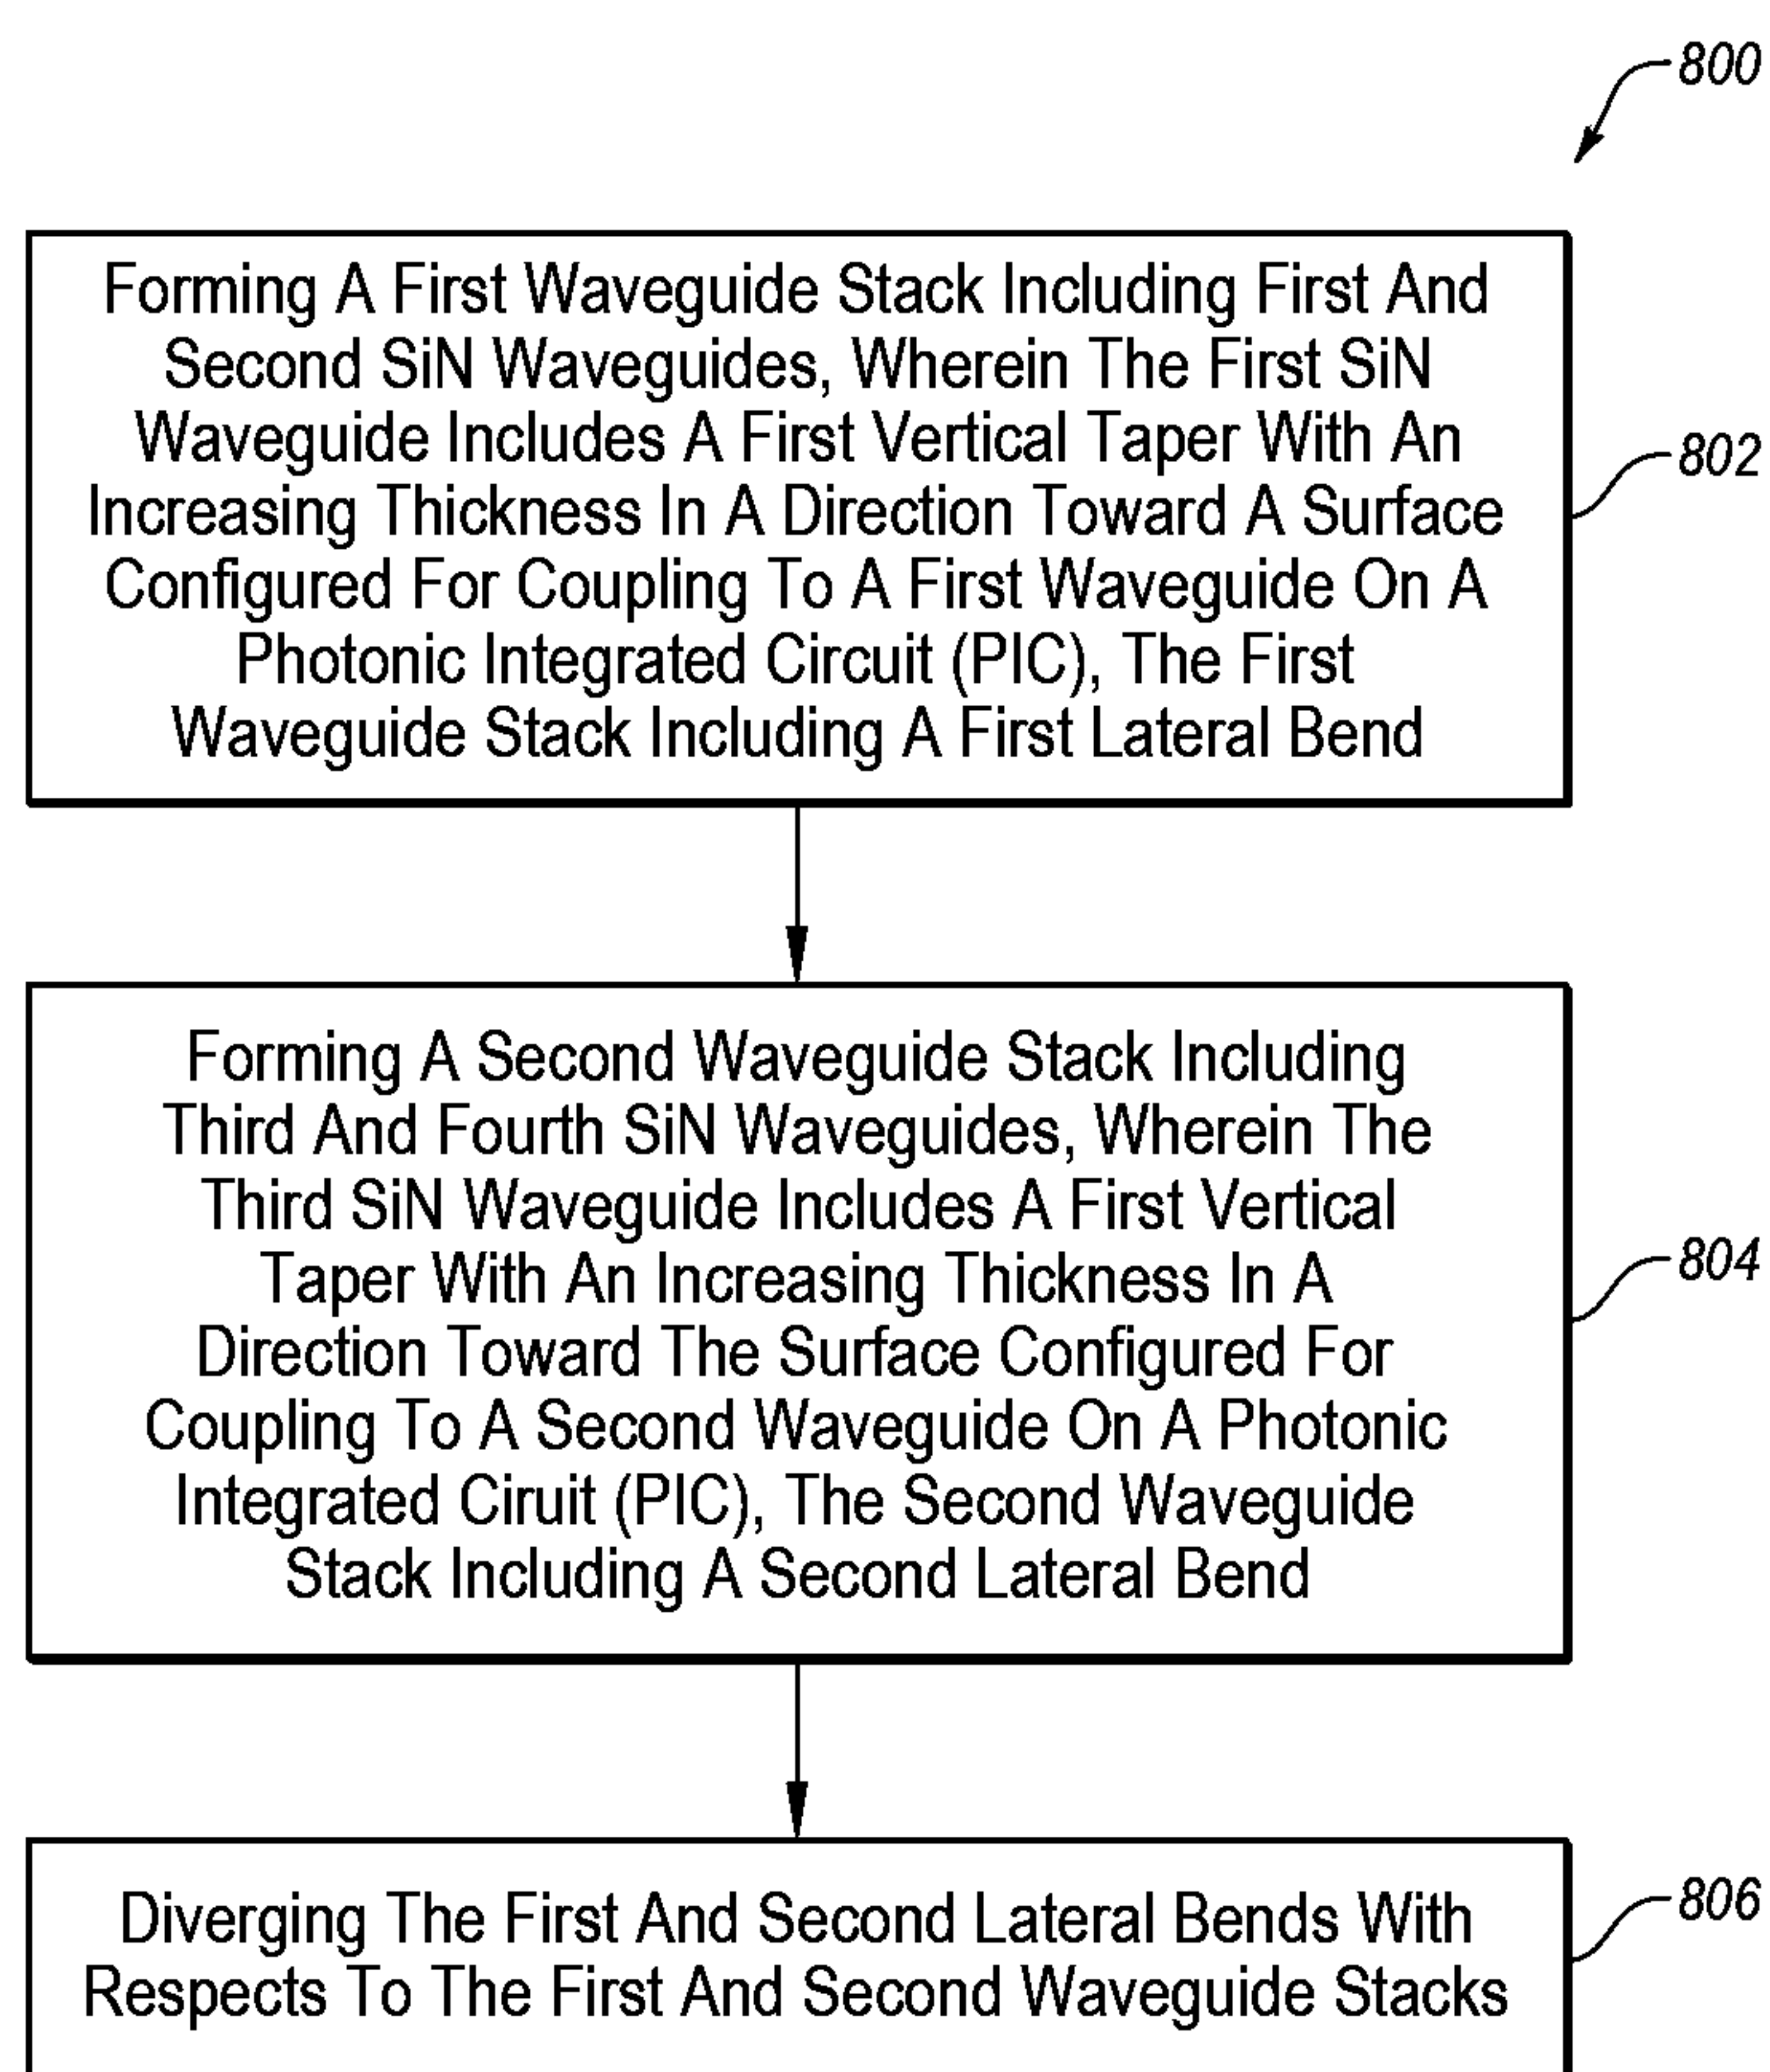 800
Forming A First Waveguide Stack Including First And
Second SiN Waveguides, Wherein The First SiN
Waveguide Includes A First Vertical Taper With An
Increasing Thickness In A Direction Toward A Surface
Configured For Coupling To A First Waveguide On A
Photonic Integrated Circuit (PIC), The First
Waveguide Stack Including A First Lateral Bend
802
Forming A Second Waveguide Stack Including
Third And Fourth SiN Waveguides, Wherein The
Third SiN Waveguide Includes A First Vertical
Taper With An Increasing Thickness In A
Direction Toward The Surface Configured For
Coupling To A Second Waveguide On A Photonic
Integrated Ciruit (PIC), The Second Waveguide
Stack Including A Second Lateral Bend
804
Diverging The First And Second Lateral Bends With
Respects To The First And Second Waveguide Stacks
806